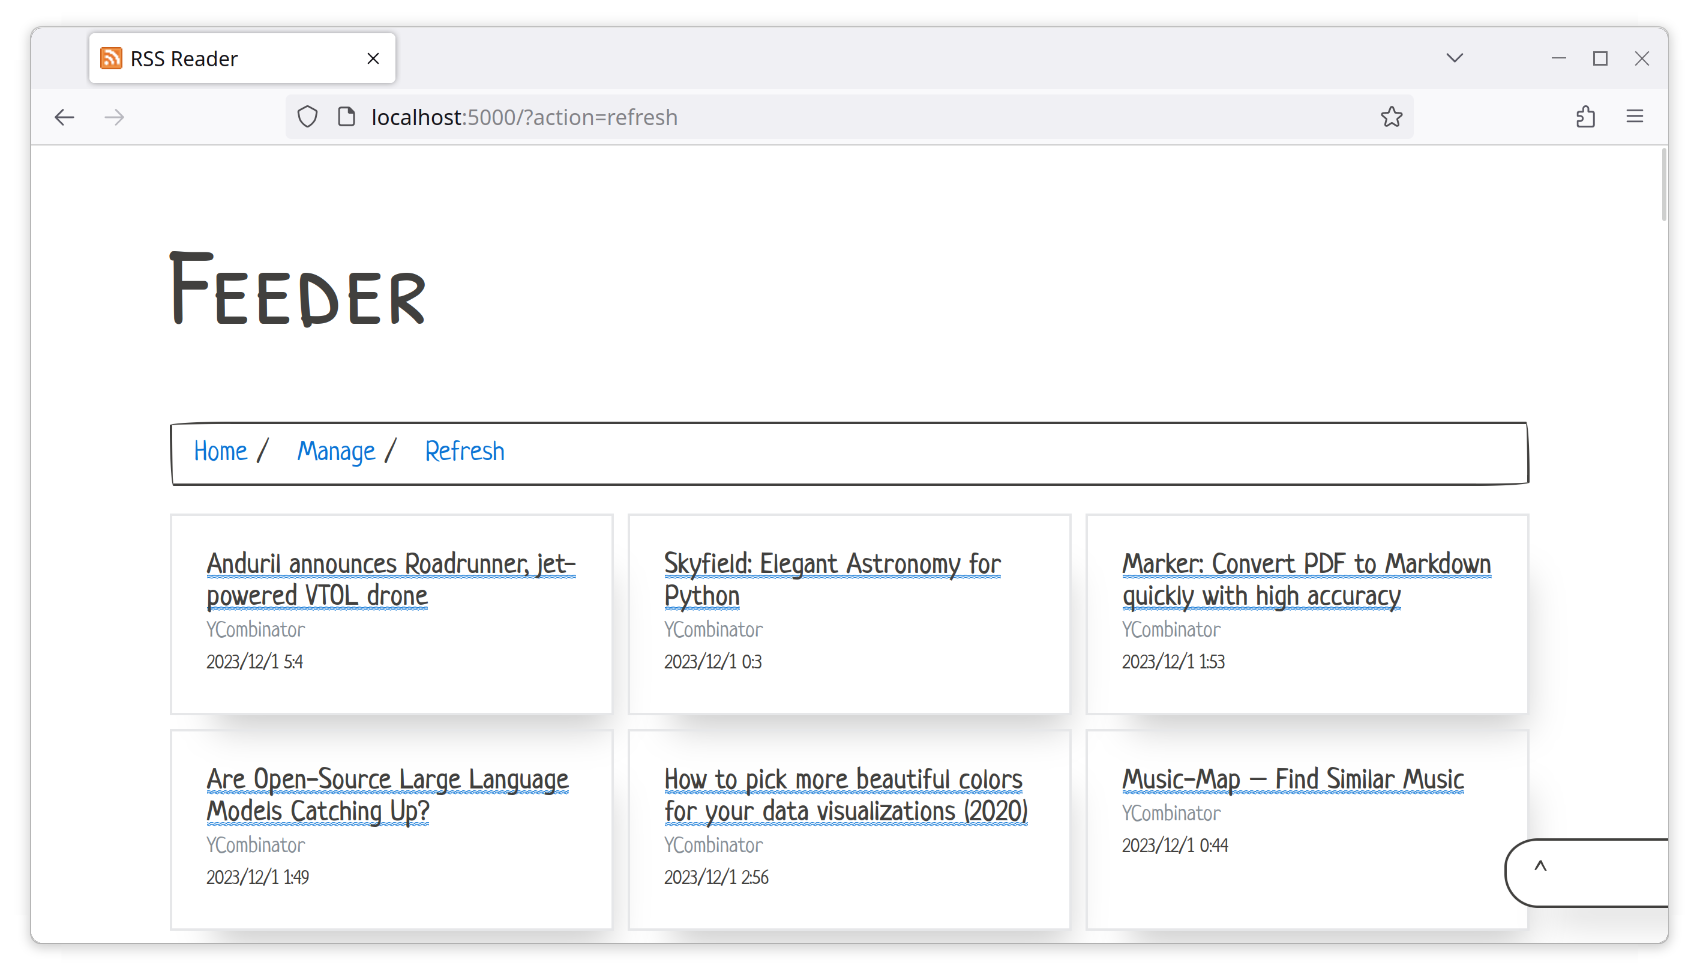 RSS Reader
localhost:5000/?action=refresh
Feeder
Home / Manage / Refresh
Anduril announces Roadrunner, jet-
powered VTOL drone
YCombinator
2023/12/1 5:4
Skyfield: Elegant Astronomy for
Python
YCombinator
2023/12/1 0:3
Marker: Convert PDF to Markdown
quickly with high accuracy
YCombinator
2023/12/1 1:53
Are Open-Source Large Language
Models Catching Up?
YCombinator
2023/12/1 1:49
How to pick more beautiful colors
for your data visualizations (2020)
YCombinator
2023/12/1 2:56
Music-Map – Find Similar Music
YCombinator
2023/12/1 0:44
^